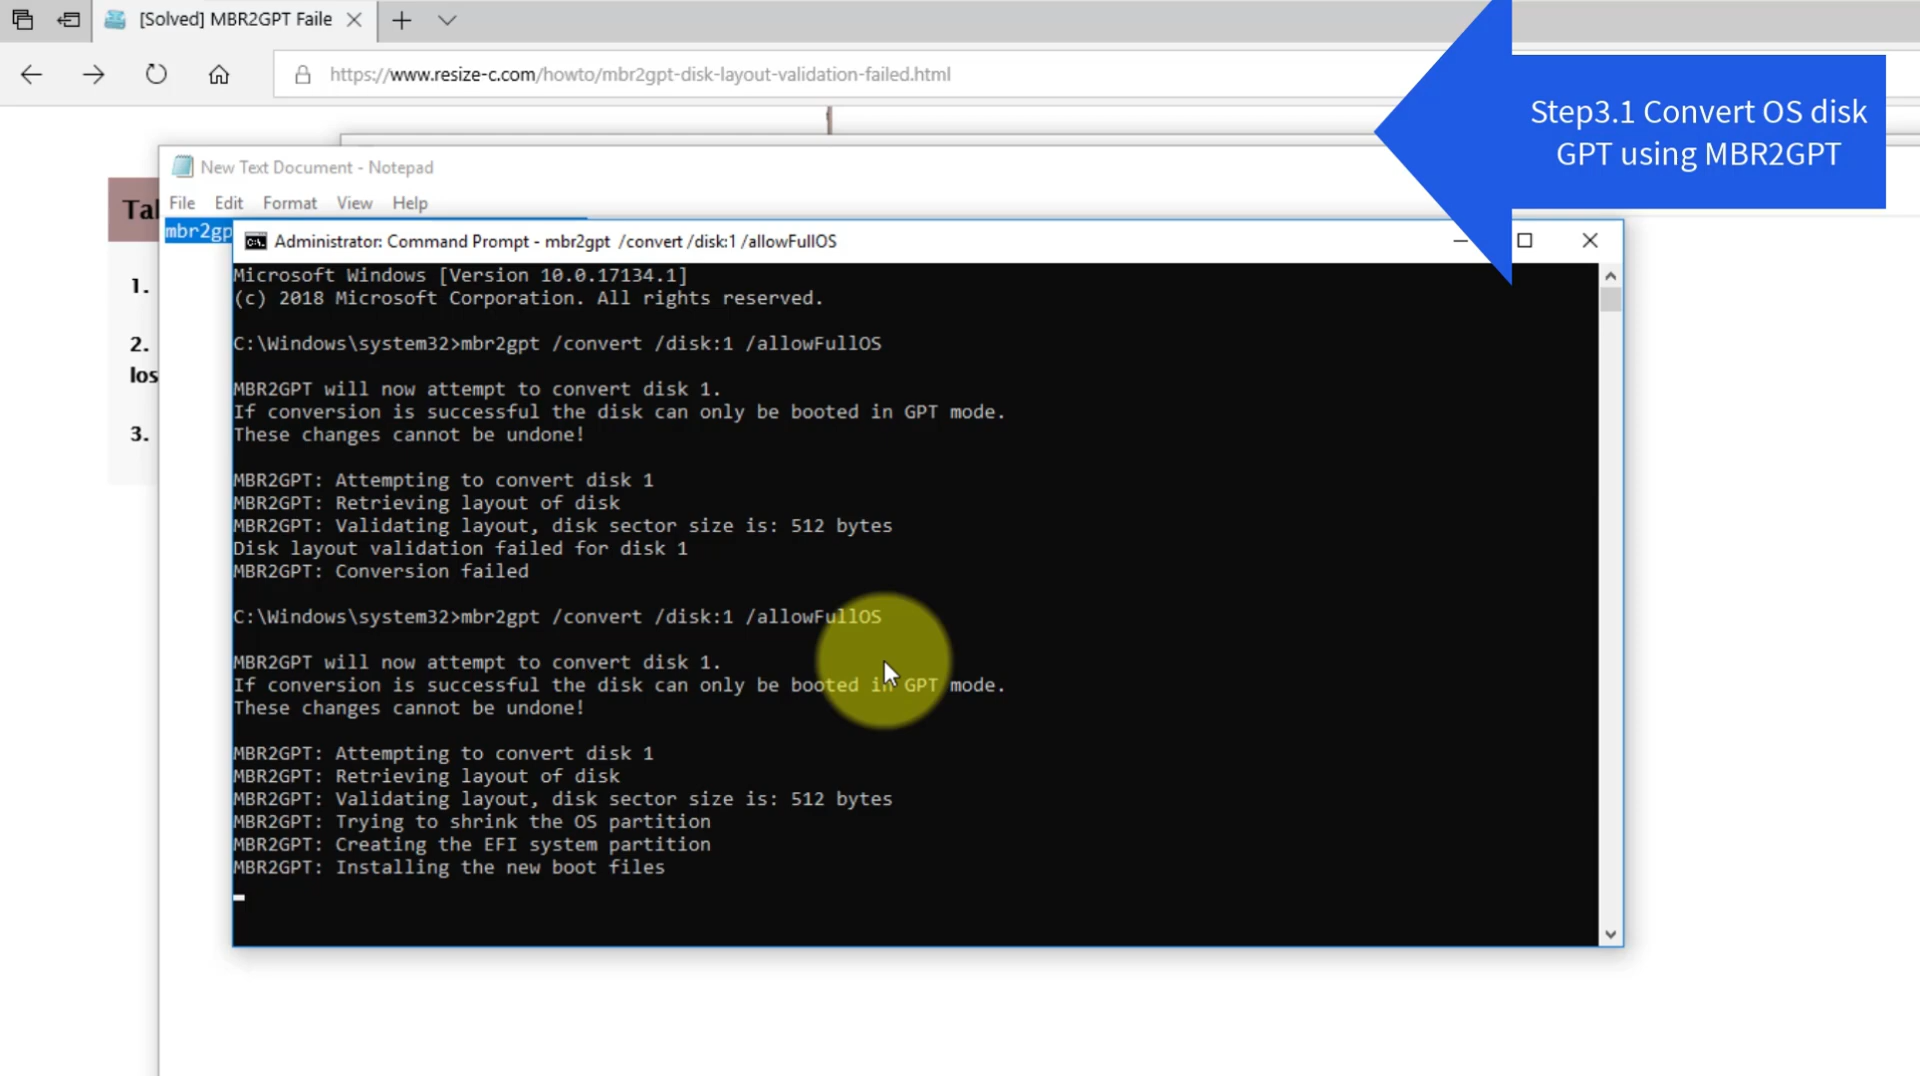 [Solved] MBR2GPT Faile
https://www.resize-c.com/howto/mbr2gpt-disk-layout-validation-failed.html
Step3.1 Convert OS disk
GPT using MBR2GPT
New Text Document - Notepad
File Edit Format View Help
Tal
mbr2gp
1.
2.
los
3.
Administrator: Command Prompt - mbr2gpt /convert /disk:1 /allowFullOS
Microsoft Windows [Version 10.0.17134.1]
(c) 2018 Microsoft Corporation. All rights reserved.
C:\Windows\system32>mbr2gpt /convert /disk:1 /allowFullOS
MBR2GPT will now attempt to convert disk 1.
If conversion is successful the disk can only be booted in GPT mode.
These changes cannot be undone!
MBR2GPT: Attempting to convert disk 1
MBR2GPT: Retrieving layout of disk
MBR2GPT: Validating layout, disk sector size is: 512 bytes
Disk layout validation failed for disk 1
MBR2GPT: Conversion failed
C:\Windows\system32>mbr2gpt /convert /disk:1 /allowFullOS
MBR2GPT will now attempt to convert disk 1.
If conversion is successful the disk can only be booted in GPT mode.
These changes cannot be undone!
MBR2GPT: Attempting to convert disk 1
MBR2GPT: Retrieving layout of disk
MBR2GPT: Validating layout, disk sector size is: 512 bytes
MBR2GPT: Trying to shrink the OS partition
MBR2GPT: Creating the EFI system partition
MBR2GPT: Installing the new boot files